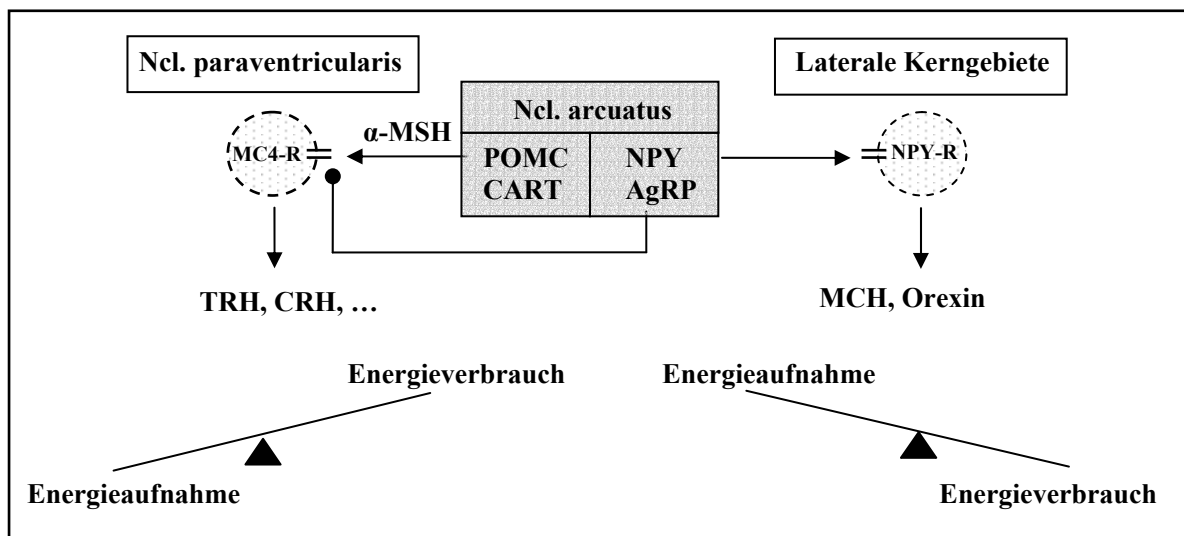 Ncl. paraventricularis
Laterale Kerngebiete
Ncl. arcuatus
α-MSH
MC4-R
POMC
CART
NPY
AgRP
NPY-R
TRH, CRH, …
MCH, Orexin
Energieverbrauch
Energieaufnahme
Energieaufnahme
Energieverbrauch